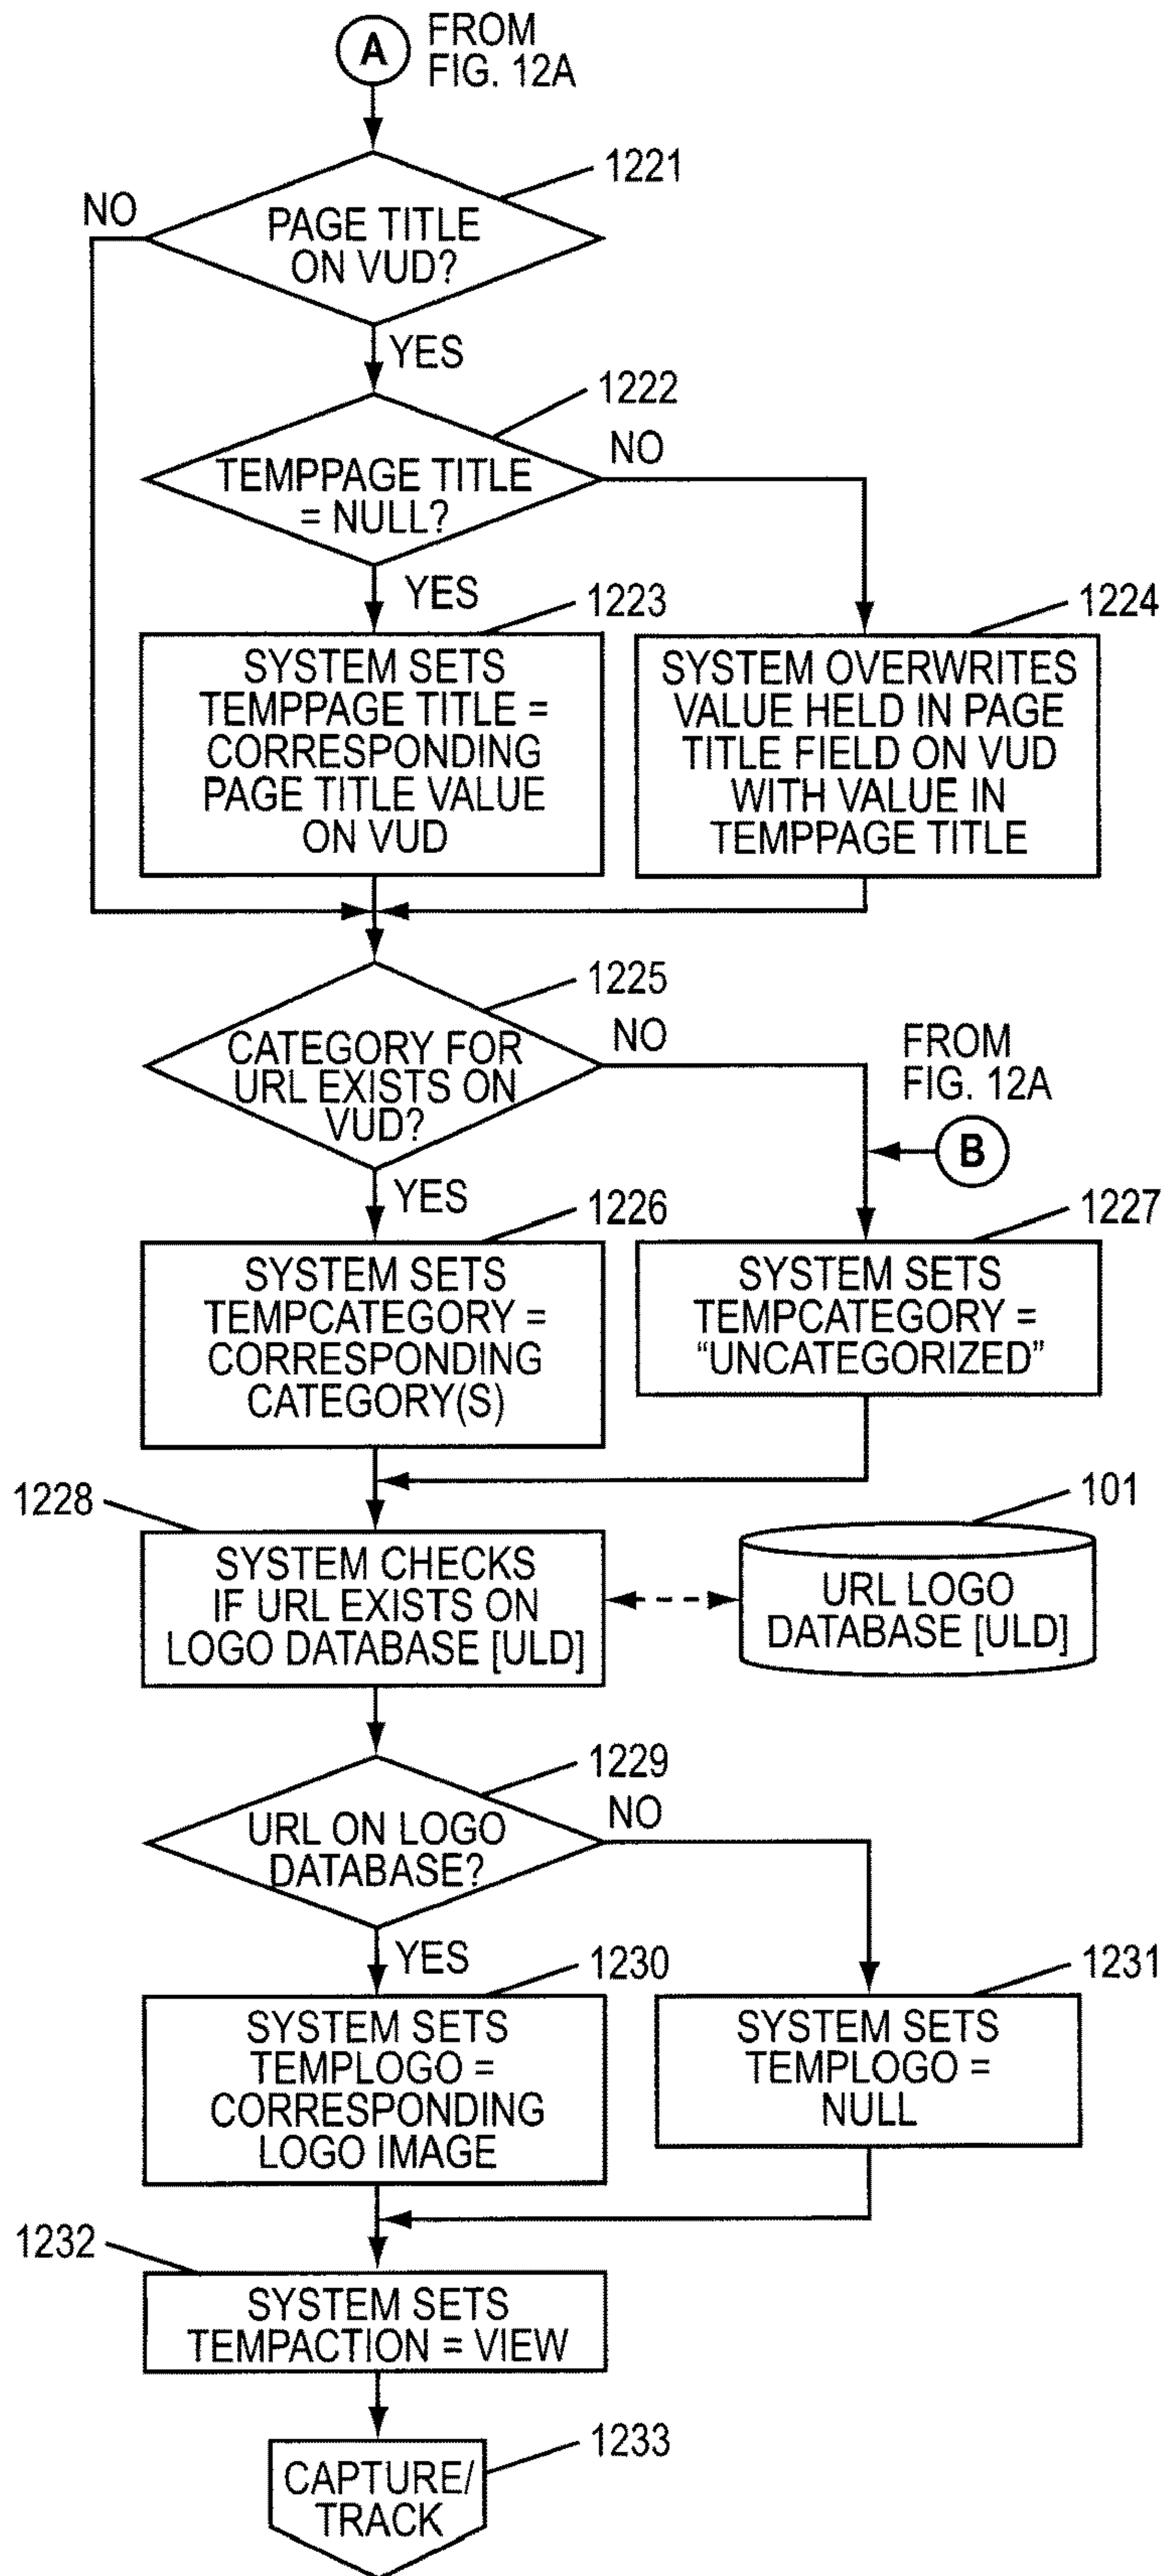 A
FROM
FIG. 12A
1221
NO
PAGE TITLE
ON VUD?
YES
1222
NO
TEMPPAGE TITLE
= NULL?
YES
1223
1224
SYSTEM SETS
TEMPPAGE TITLE =
CORRESPONDING
PAGE TITLE VALUE
ON VUD
SYSTEM OVERWRITES
VALUE HELD IN PAGE
TITLE FIELD ON VUD
WITH VALUE IN
TEMPPAGE TITLE
1225
NO
CATEGORY FOR
URL EXISTS ON
VUD?
FROM
FIG. 12A
B
YES
1226
1227
SYSTEM SETS
TEMPCATEGORY =
CORRESPONDING
CATEGORY(S)
SYSTEM SETS
TEMPCATEGORY =
“UNCATEGORIZED”
1228
101
SYSTEM CHECKS
IF URL EXISTS ON
LOGO DATABASE [ULD]
URL LOGO
DATABASE [ULD]
1229
NO
URL ON LOGO
DATABASE?
YES
1230
1231
SYSTEM SETS
TEMPLOGO =
CORRESPONDING
LOGO IMAGE
SYSTEM SETS
TEMPLOGO =
NULL
1232
SYSTEM SETS
TEMPACTION = VIEW
1233
CAPTURE/
TRACK